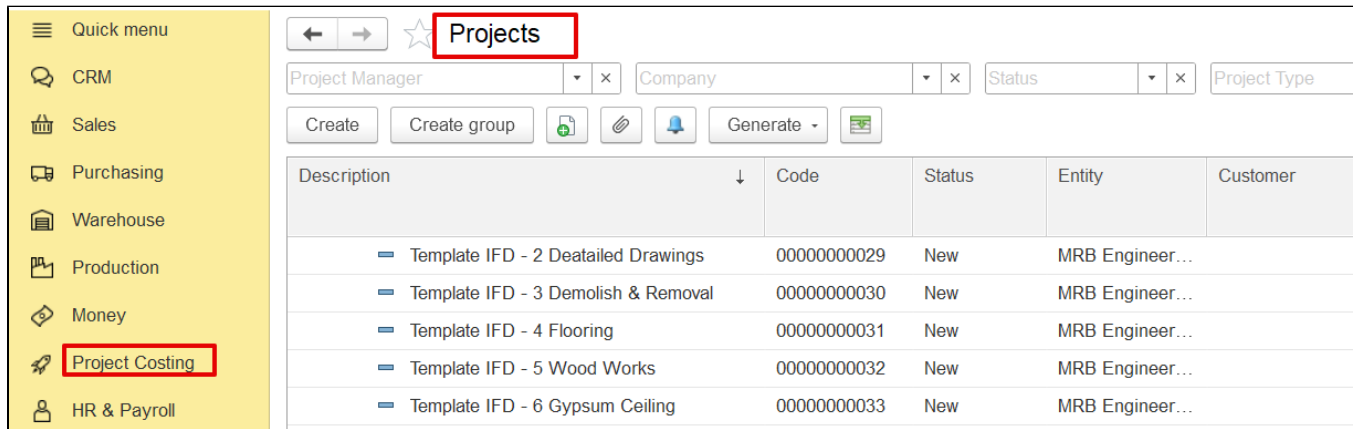 Quick menu
CRM
Sales
Purchasing
Warehouse
Production
Money
Project Costing
HR & Payroll
Projects
Project Manager Company Status Project Type
Create Create group Generate
Description Code Status Entity Customer
Template IFD - 2 Deatailed Drawings 00000000029 New MRB Engineer...
Template IFD - 3 Demolish & Removal 00000000030 New MRB Engineer...
Template IFD - 4 Flooring 00000000031 New MRB Engineer...
Template IFD - 5 Wood Works 00000000032 New MRB Engineer...
Template IFD - 6 Gypsum Ceiling 00000000033 New MRB Engineer...